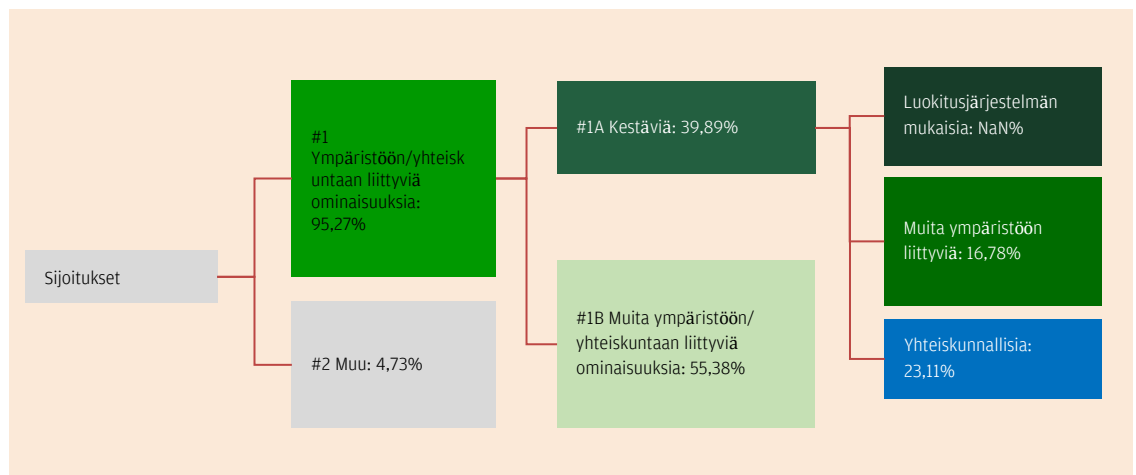 Sijoitukset
#1
Ympäristöön/yhteisk
untaan liittyviä
ominaisuuksia:
95,27%
#2 Muu: 4,73%
#1A Kestäviä: 39,89%
#1B Muita ympäristöön/
yhteiskuntaan liittyviä
ominaisuuksia: 55,38%
Luokitusjärjestelmän
mukaisia: NaN%
Muita ympäristöön
liittyviä: 16,78%
Yhteiskunnallisia:
23,11%